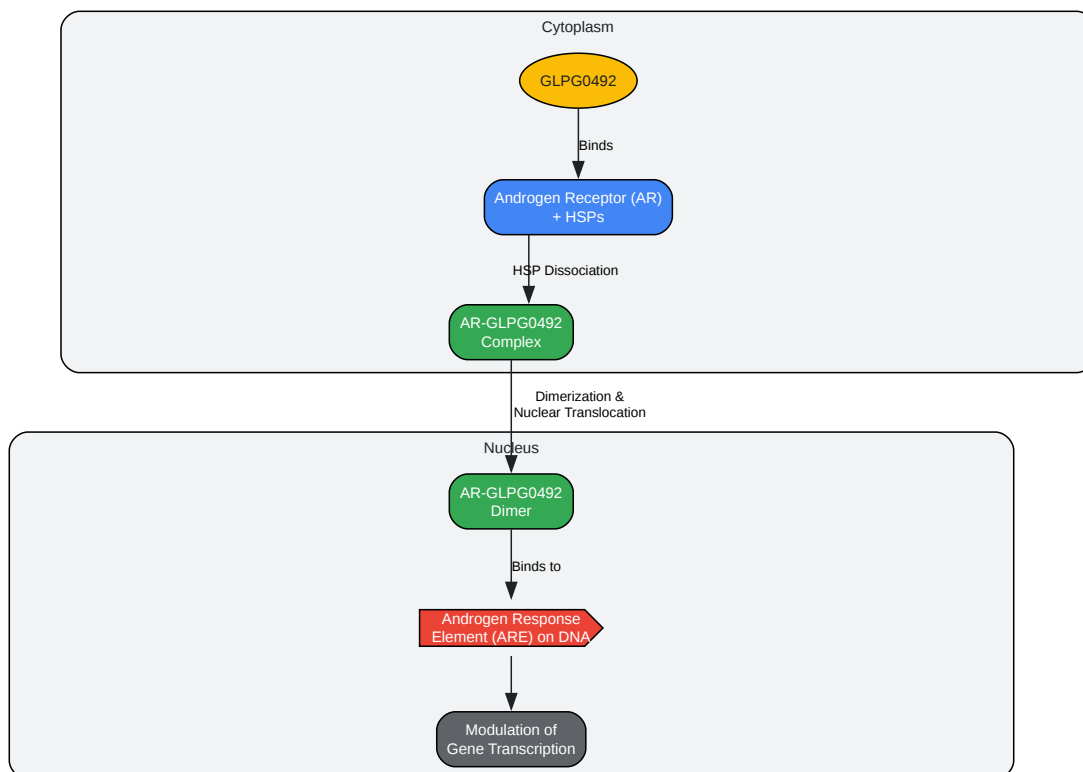 Cytoplasm
GLPG0492
Binds
Androgen Receptor (AR)
+ HSPs
HSP Dissociation
AR-GLPG0492
Complex
Dimerization &
Nuclear Translocation
Nucleus
AR-GLPG0492
Dimer
Binds to
Androgen Response
Element (ARE) on DNA
Modulation of
Gene Transcription